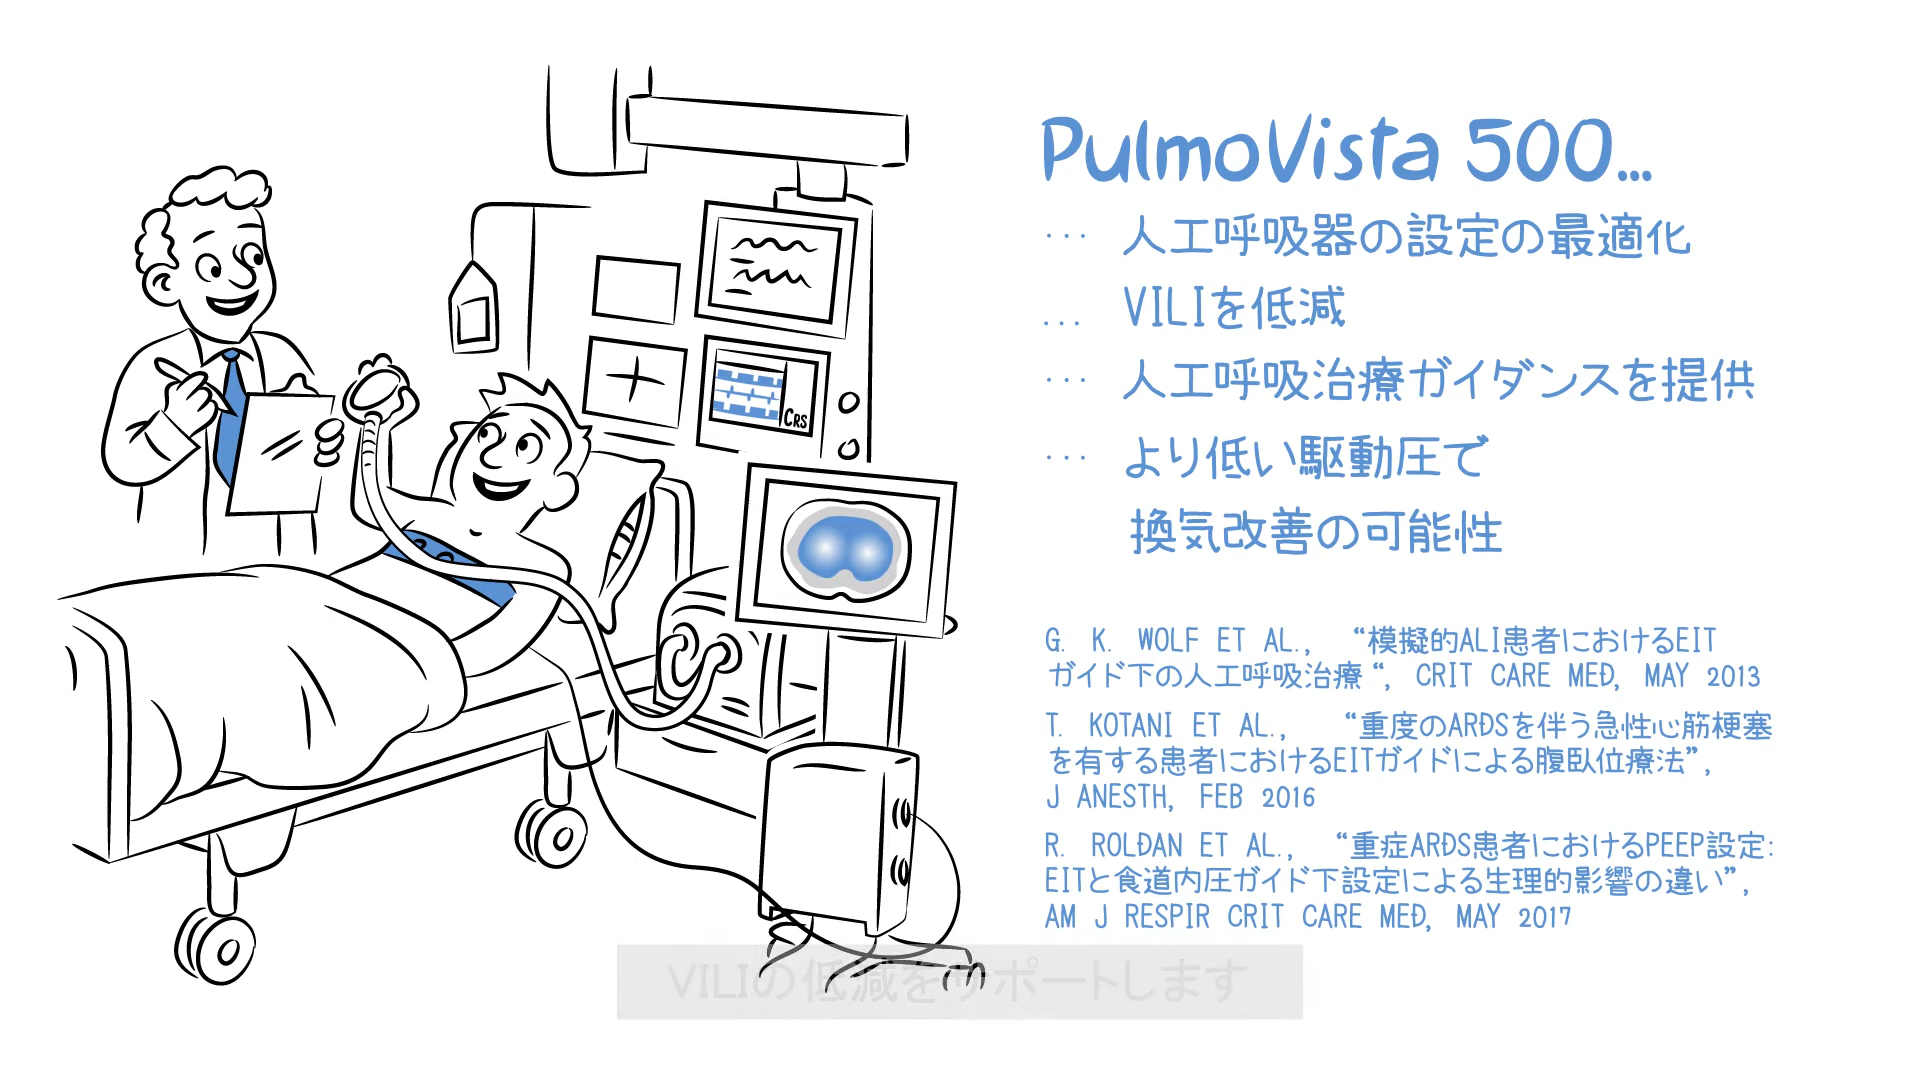 PulmoVista 500...
... 人工呼吸器の設定の最適化
... VILIを低減
... 人工呼吸治療ガイダンスを提供
... より低い駆動圧で
換気改善の可能性
CRS
G. K. WOLF ET AL., “模擬的ALI患者におけるEIT
ガイド下の人工呼吸治療“, CRIT CARE MED, MAY 2013
T. KOTANI ET AL., “重度のARDSを伴う急性心筋梗塞
を有する患者におけるEITガイドによる腹臥位療法”,
J ANESTH, FEB 2016
R. ROLDAN ET AL., “重症ARDS患者におけるPEEP設定:
EITと食道内圧ガイド下設定による生理的影響の違い”,
AM J RESPIR CRIT CARE MED, MAY 2017
VILIの低減をサポートします